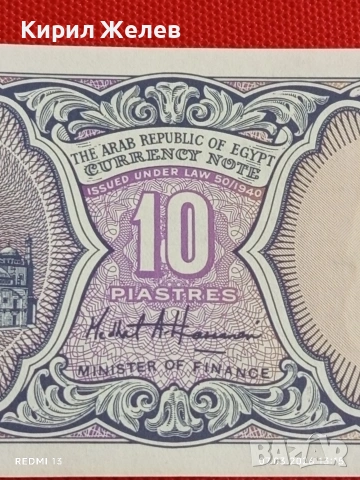 Кирил Желев
THE ARAB REPUBLIC OF EGYPT
CURRENCY NOTE
ISSUED UNDER LAW 50/1940
10
PIASTRES
MINISTER OF FINANCE
REDMI 13
BAZAR